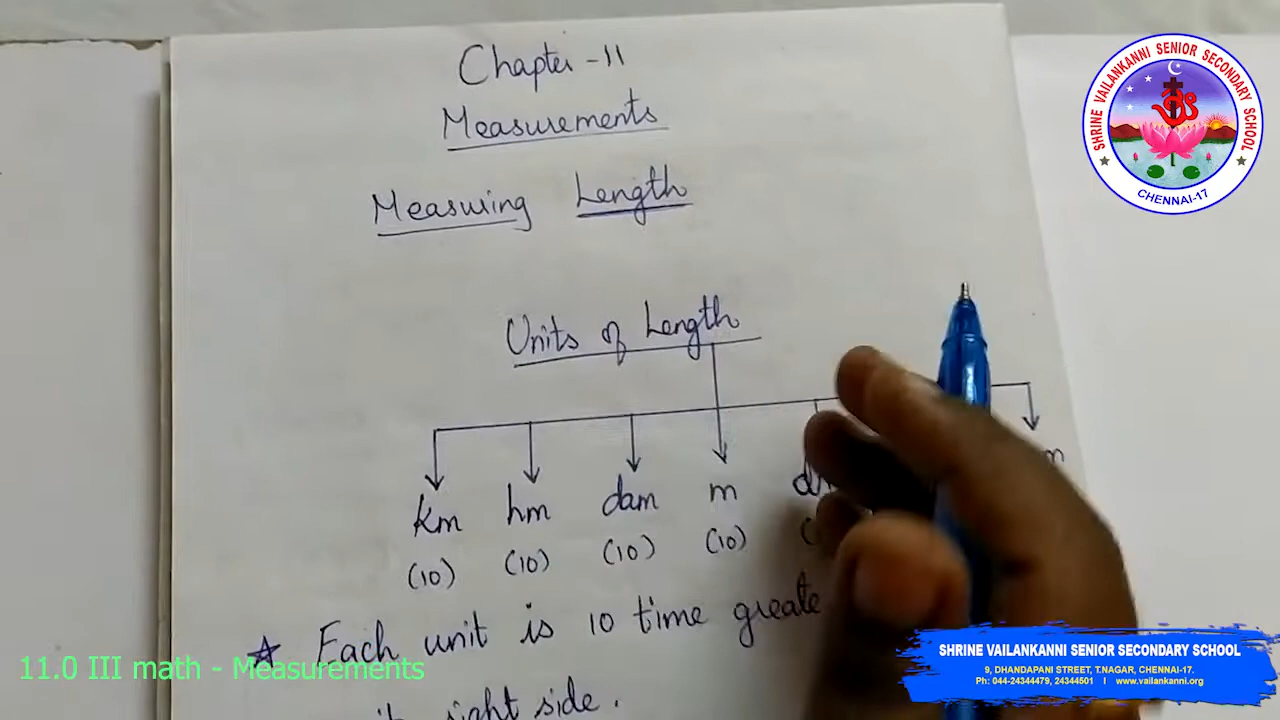 Chapter - 11
Measurements
Measuring Length
Units of Length
km hm dam m
(10) (10) (10) (10)
☆ Each unit is 10 time greate
right side.
SHRINE VAILANKANNI SENIOR SECONDARY SCHOOL
CHENNAI-17
11.0 III math - Measurements
SHRINE VAILANKANNI SENIOR SECONDARY SCHOOL
9, DHANDAPANI STREET, T.NAGAR, CHENNAI-17.
Ph: 044-24344479, 24344501 I www.vailankanni.org